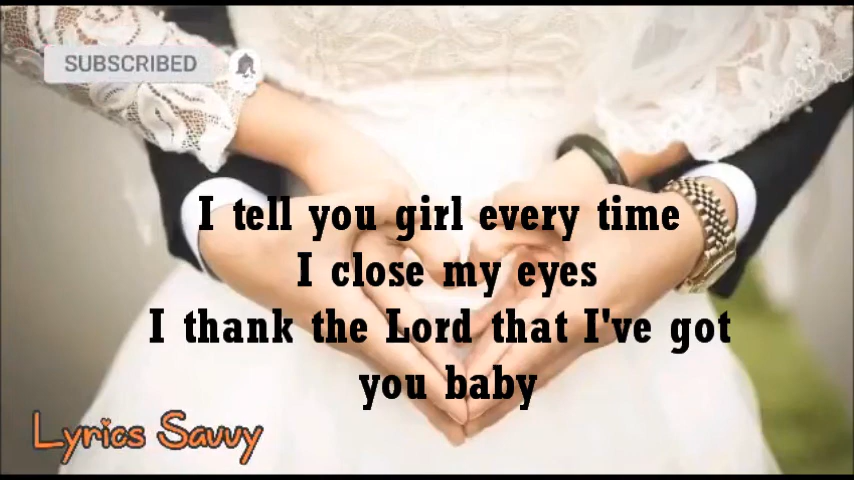 SUBSCRIBED
I tell you girl every time
I close my eyes
I thank the Lord that I've got
you baby
Lyrics Savvy